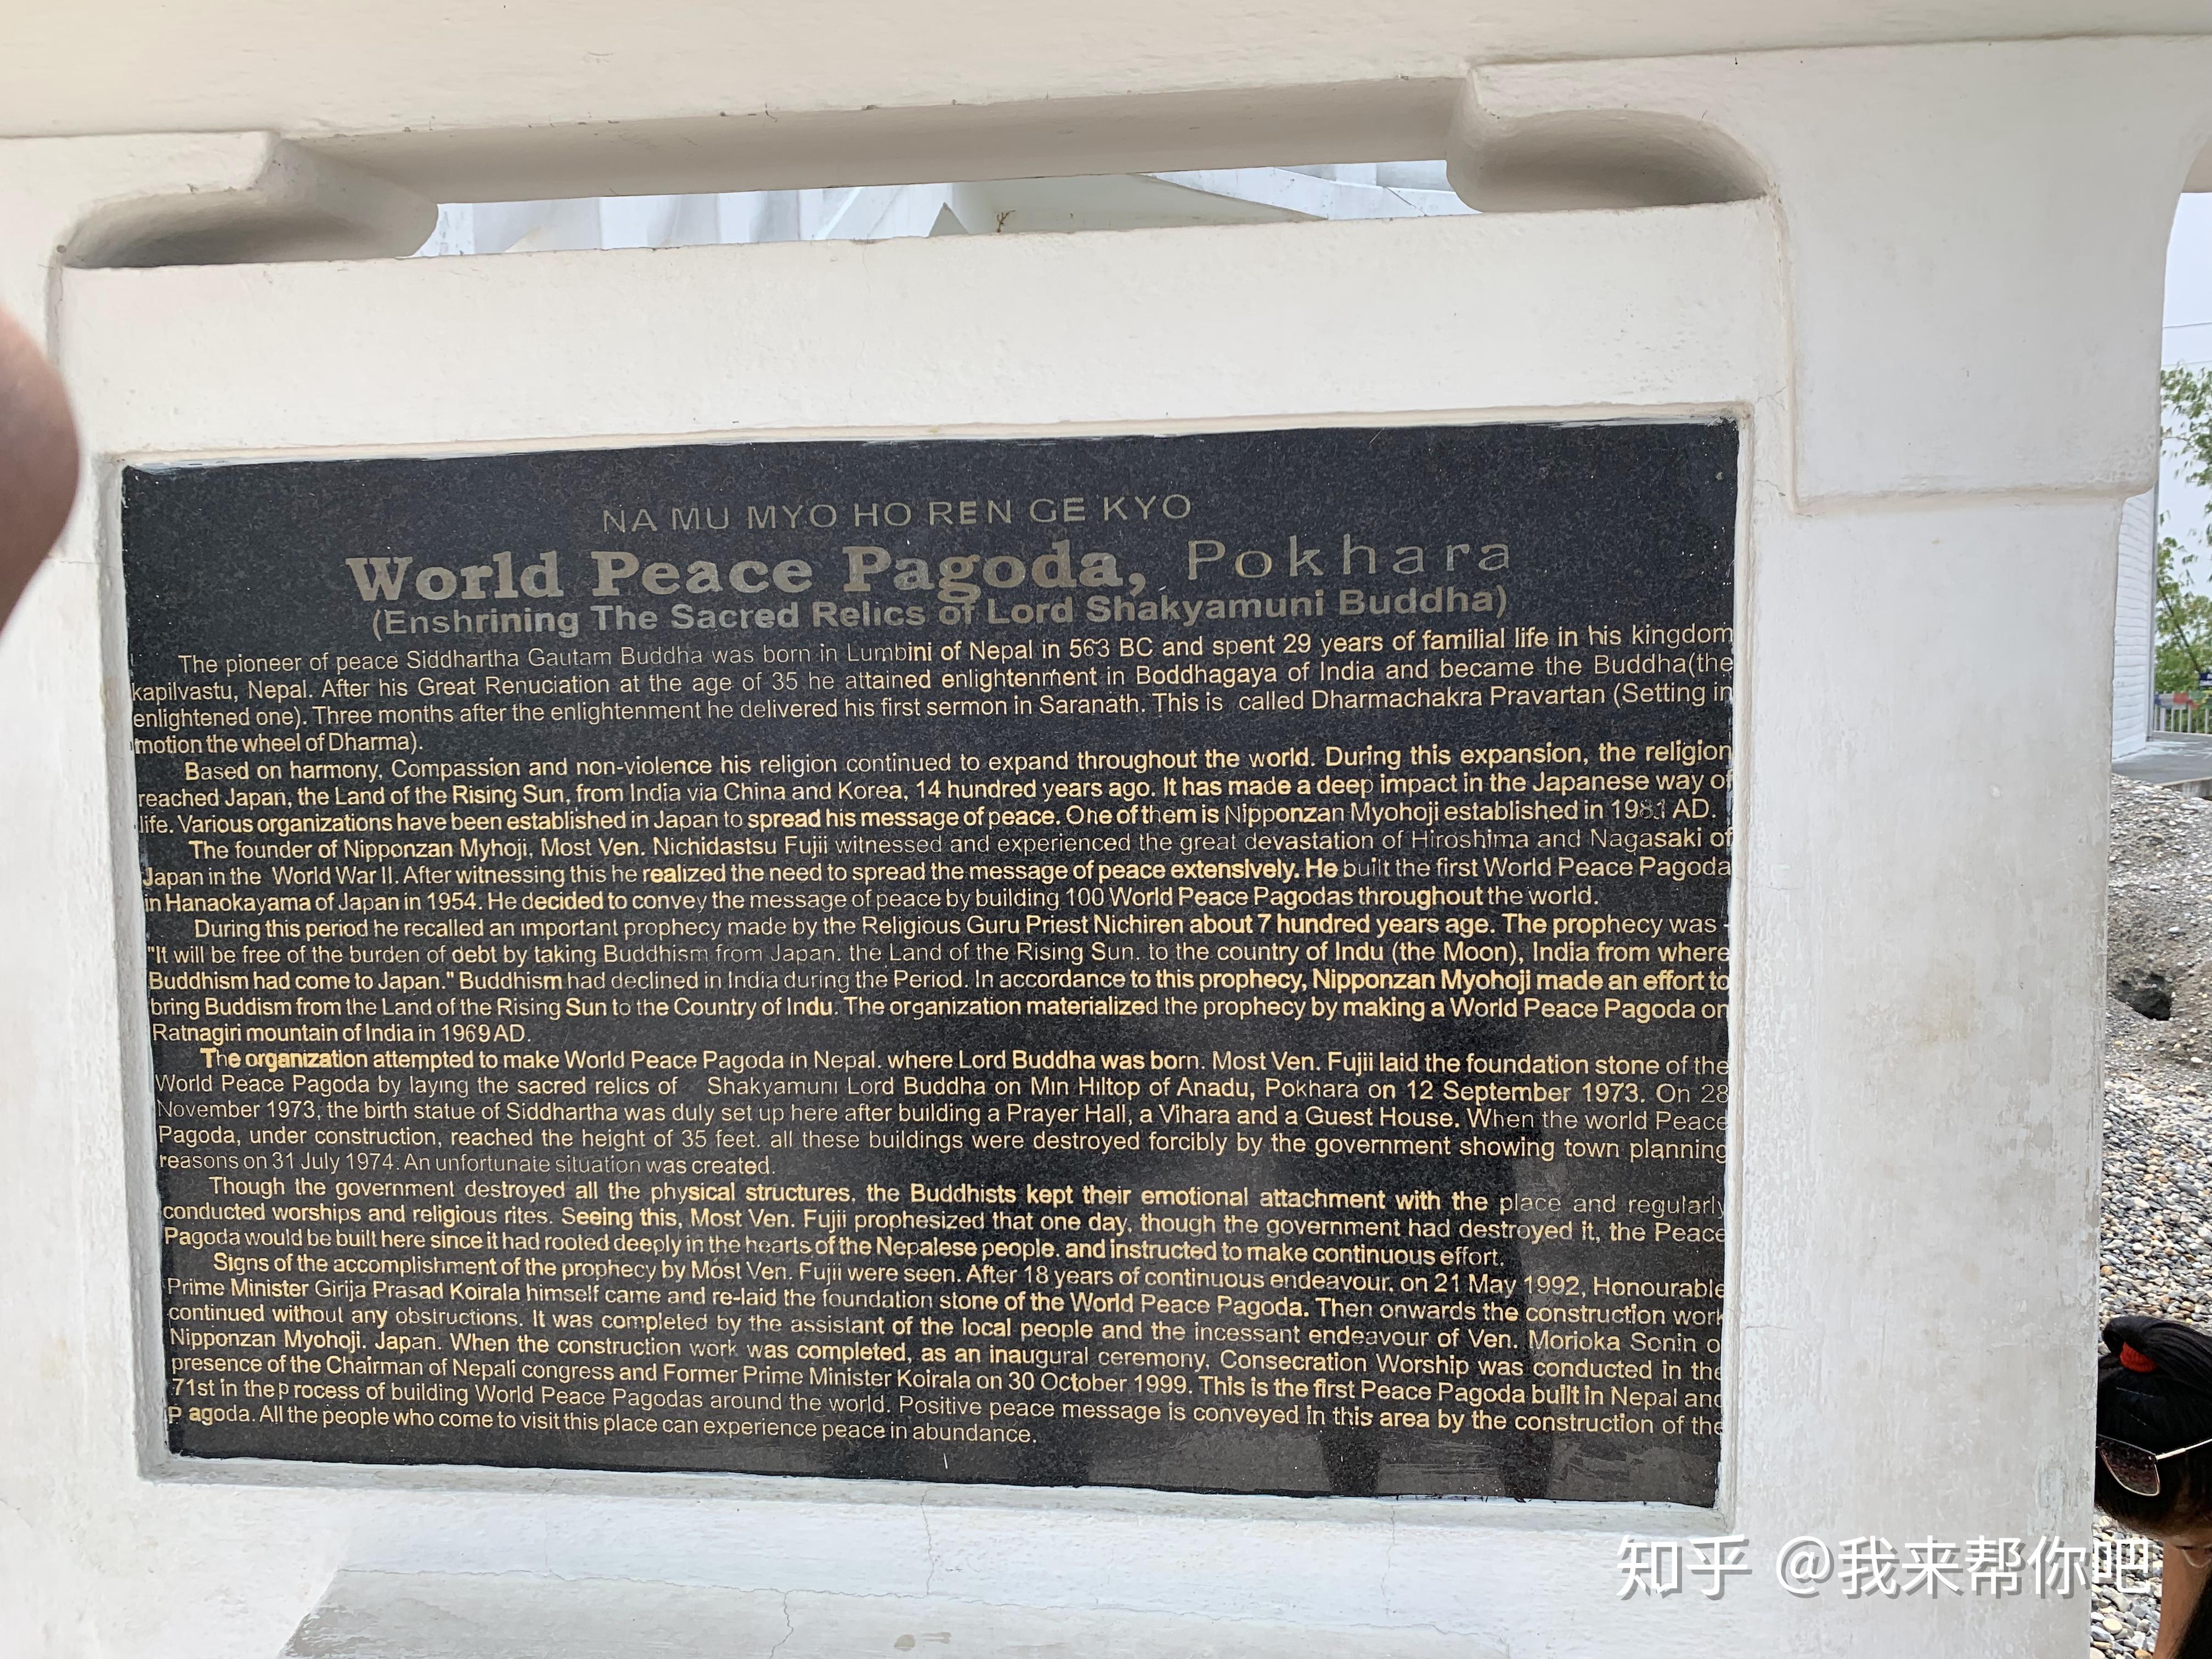 NA MU MYO HO REN GE KYO
World Peace Pagoda, Pokhara
(Enshrining The Sacred Relics of Lord Shakyamuni Buddha)
The pioneer of peace Siddhartha Gautam Buddha was born in Lumbini of Nepal in 563 BC and spent 29 years of familial life in his kingdom
kapilvastu, Nepal. After his Great Renuciation at the age of 35 he attained enlightenment in Boddhagaya of India and became the Buddha(the
enlightened one). Three months after the enlightenment he delivered his first sermon in Saranath. This is called Dharmachakra Pravartan (Setting in
motion the wheel of Dharma).
Based on harmony, Compassion and non-violence his religion continued to expand throughout the world. During this expansion, the religion
reached Japan, the Land of the Rising Sun, from India via China and Korea, 14 hundred years ago. It has made a deep impact in the Japanese way of
life. Various organizations have been established in Japan to spread his message of peace. One of them is Nipponzan Myohoji established in AD.
The founder of Nipponzan Myhoji, Most Ven. Nichidastsu Fujii witnessed and experienced the great devastation of Hiroshima and Nagasaki of
Japan in the World War II. After witnessing this he realized the need to spread the message of peace extensively. He built the first World Peace Pagoda
in Hanaokayama of Japan in 1954. He decided to convey the message of peace by building 100 World Peace Pagodas throughout the world.
During this period he recalled an important prophecy made by the Religious Guru Priest Nichiren about 7 hundred years age. The prophecy was -
"It will be free of the burden of debt by taking Buddhism from Japan. the Land of the Rising Sun. to the country of Indu (the Moon), India from where
Buddhism had come to Japan." Buddhism had declined in India during the Period. In accordance to this prophecy, Nipponzan Myohoji made an effort to
bring Buddism from the Land of the Rising Sun to the Country of Indu. The organization materialized the prophecy by making a World Peace Pagoda on
Ratnagiri mountain of India in 1969 AD.
The organization attempted to make World Peace Pagoda in Nepal. where Lord Buddha was born. Most Ven. Fujii laid the foundation stone of the
World Peace Pagoda by laying the sacred relics of Shakyamuni Lord Buddha on Min Hiltop of Anadu, Pokhara on 12 September 1973. On 28
November 1973, the birth statue of Siddhartha was duly set up here after building a Prayer Hall, a Vihara and a Guest House. When the world Peace
Pagoda, under construction, reached the height of 35 feet. all these buildings were destroyed forcibly by the government showing town planning
reasons on 31 July 1974. An unfortunate situation was created.
Though the government destroyed all the physical structures, the Buddhists kept their emotional attachment with the place and regularly
conducted worships and religious rites. Seeing this, Most Ven. Fujii prophesized that one day, though the government had destroyed it, the Peace
Pagoda would be built here since it had rooted deeply in the hearts of the Nepalese people. and instructed to make continuous effort.
Signs of the accomplishment of the prophecy by Most Ven. Fujii were seen. After 18 years of continuous endeavour, on 21 May 1992, Honourable
Prime Minister Girija Prasad Koirala himself came and re-laid the foundation stone of the World Peace Pagoda. Then onwards the construction work
continued without any obstructions. It was completed by the assistant of the local people and the incessant endeavour of Ven. Morioka Sonin o
Nipponzan Myohoji, Japan. When the construction work was completed, as an inaugural ceremony, Consecration Worship was conducted in the
presence of the Chairman of Nepali congress and Former Prime Minister Koirala on 30 October 1999. This is the first Peace Pagoda built in Nepal and
71st in the p rocess of building World Peace Pagodas around the world. Positive peace message is conveyed in this area by the construction of the
P agoda. All the people who come to visit this place can experience peace in abundance.
知乎 @我来帮你吧